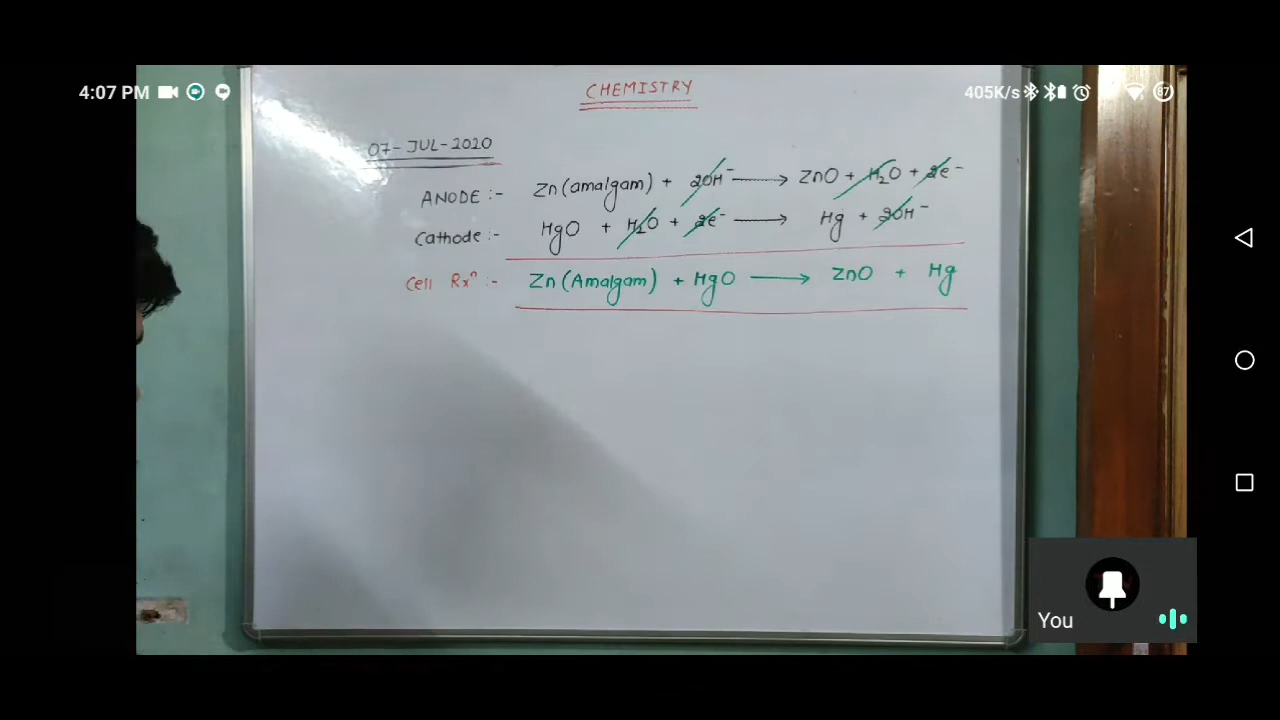 4:07 PM
405K/s
87
CHEMISTRY
07-JUL-2020
ANODE :- Zn(amalgam) + 2OH⁻ ⟶ ZnO + H₂O + 2e⁻
Cathode :- HgO + H₂O + 2e⁻ ⟶ Hg + 2OH⁻
Cell Rxⁿ :- Zn(Amalgam) + HgO ⟶ ZnO + Hg
You